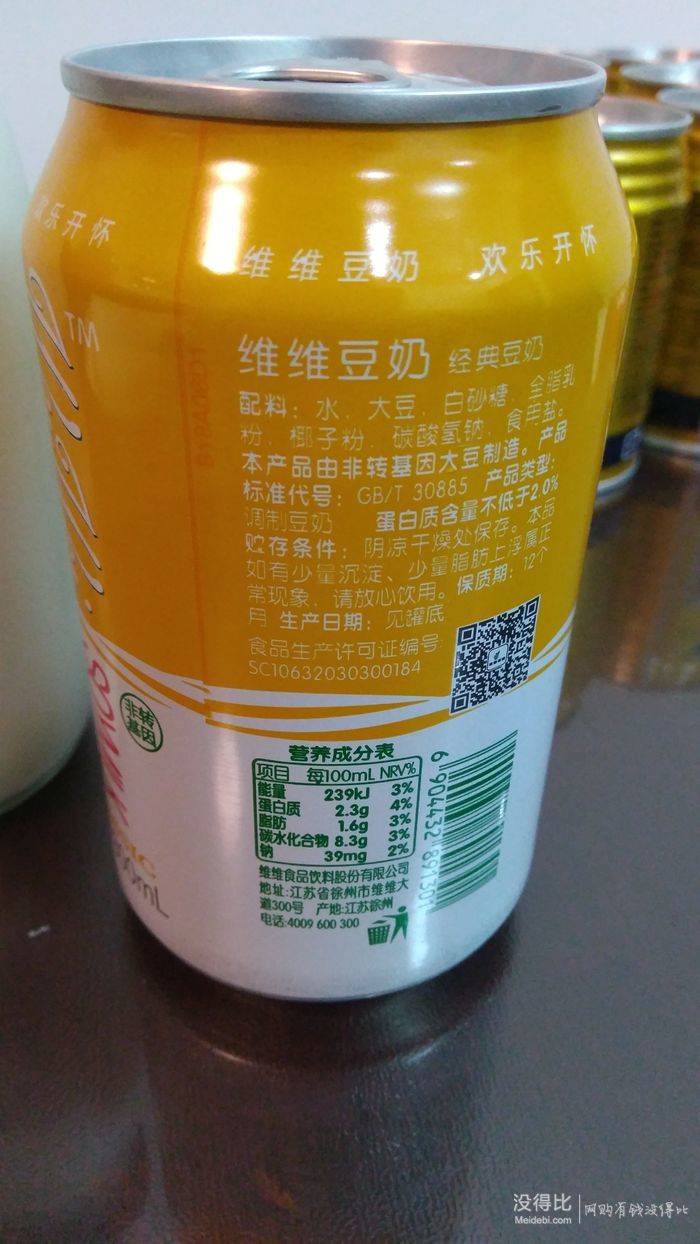 欢乐开怀
维维豆奶 欢乐开怀
TM
维维豆奶 经典豆奶
配料：水、大豆、白砂糖、全脂乳
粉、椰子粉、碳酸氢钠、食用盐。
本产品由非转基因大豆制造。产品
标准代号：GB/T 30885 产品类型：
调制豆奶 蛋白质含量不低于2.0%
贮存条件：阴凉干燥处保存。本品
如有少量沉淀、少量脂肪上浮属正
常现象，请放心饮用。保质期：12个
月 生产日期：见罐底
食品生产许可证编号:
SC10632030300184
非转
基因
营养成分表
项目 每100mL NRV%
能量 239kJ 3%
蛋白质 2.3g 4%
脂肪 1.6g 3%
碳水化合物 8.3g 3%
钠 39mg 2%
维维食品饮料股份有限公司
地址:江苏省徐州市维维大
道300号 产地:江苏徐州
电话:4009 600 300
6 904432 891301
没得比
Meidebi.com
网购有钱没得比